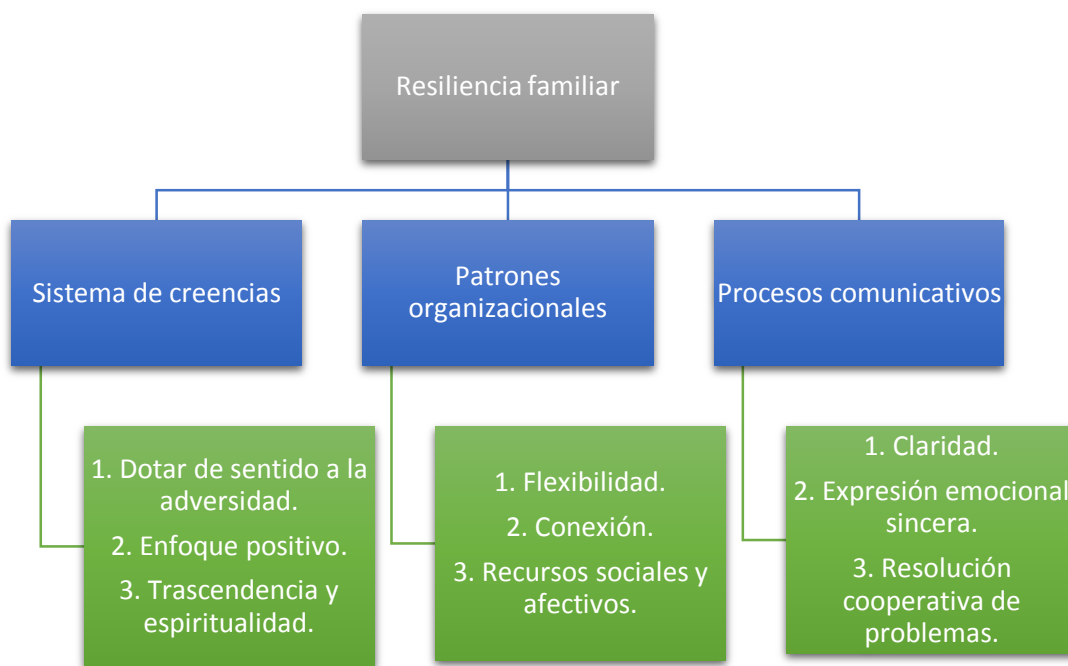 Resiliencia familiar
Sistema de creencias
Patrones
organizacionales
Procesos comunicativos
1. Dotar de sentido a la
adversidad.
2. Enfoque positivo.
3. Trascendencia y
espiritualidad.
1. Flexibilidad.
2. Conexión.
3. Recursos sociales y
afectivos.
1. Claridad.
2. Expresión emocional
sincera.
3. Resolución
cooperativa de
problemas.